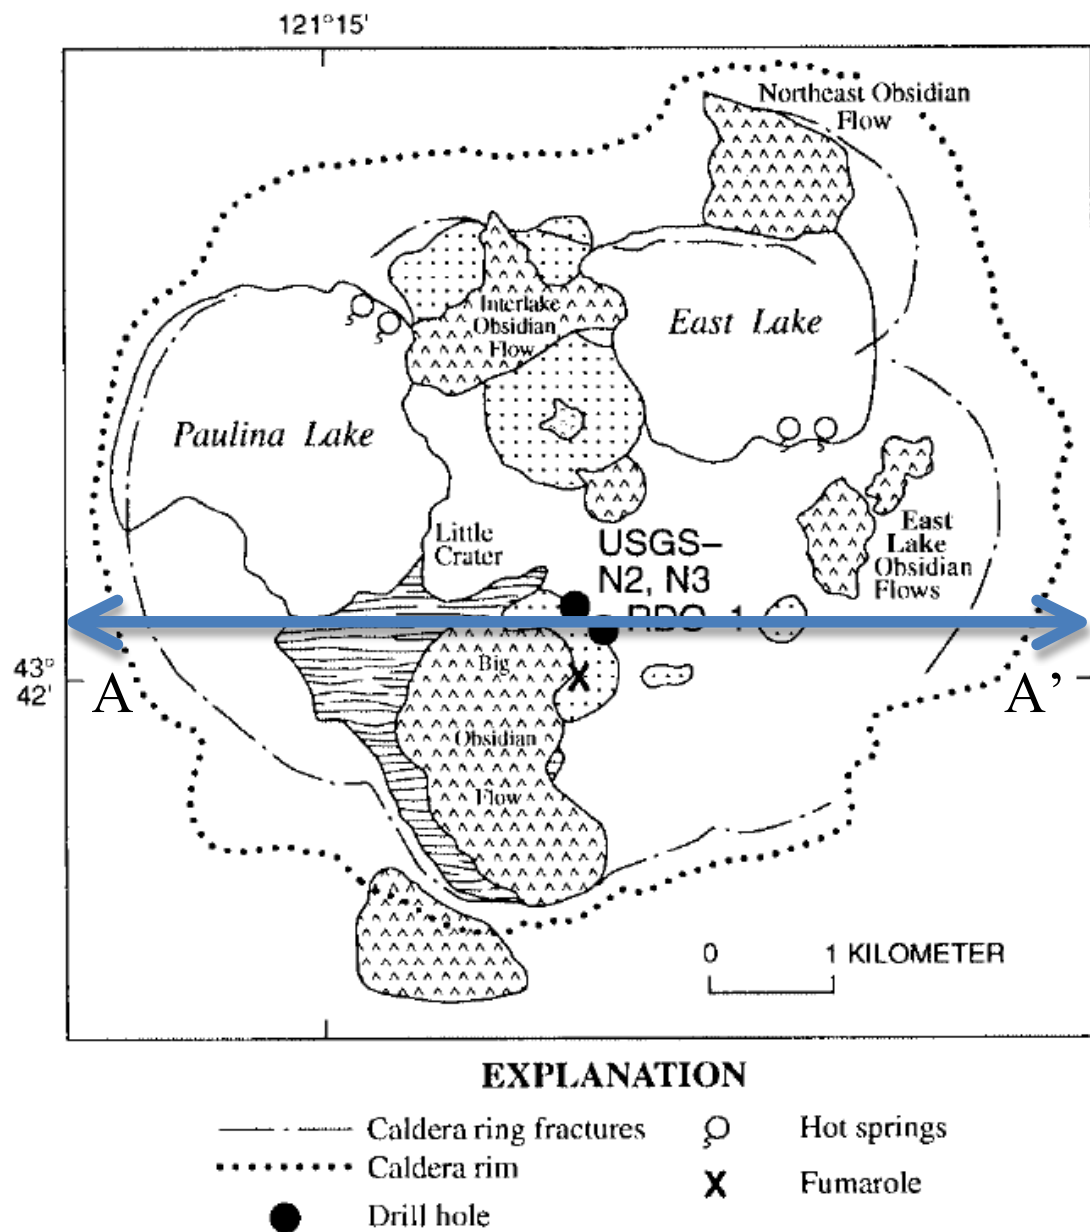 121°15'
Northeast Obsidian
Flow
Interlake
Obsidian
Flow
East Lake
Paulina Lake
Little
Crater
USGS–
N2, N3
RDO–1
East
Lake
Obsidian
Flows
43°
42'
A
A’
Big
Obsidian
Flow
0 1 KILOMETER
EXPLANATION
Caldera ring fractures
Hot springs
Caldera rim
Fumarole
Drill hole